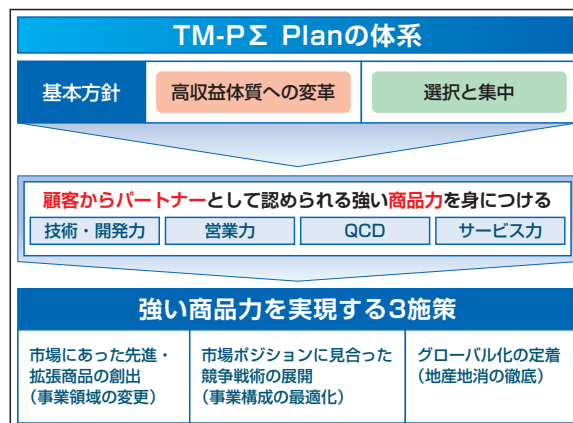 TM-PΣ Planの体系
基本方針
高収益体質への変革
選択と集中
顧客からパートナーとして認められる強い商品力を身につける
技術・開発力
営業力
QCD
サービス力
強い商品力を実現する3施策
市場にあった先進・
拡張商品の創出
（事業領域の変更）
市場ポジションに見合った
競争戦術の展開
（事業構成の最適化）
グローバル化の定着
（地産地消の徹底）